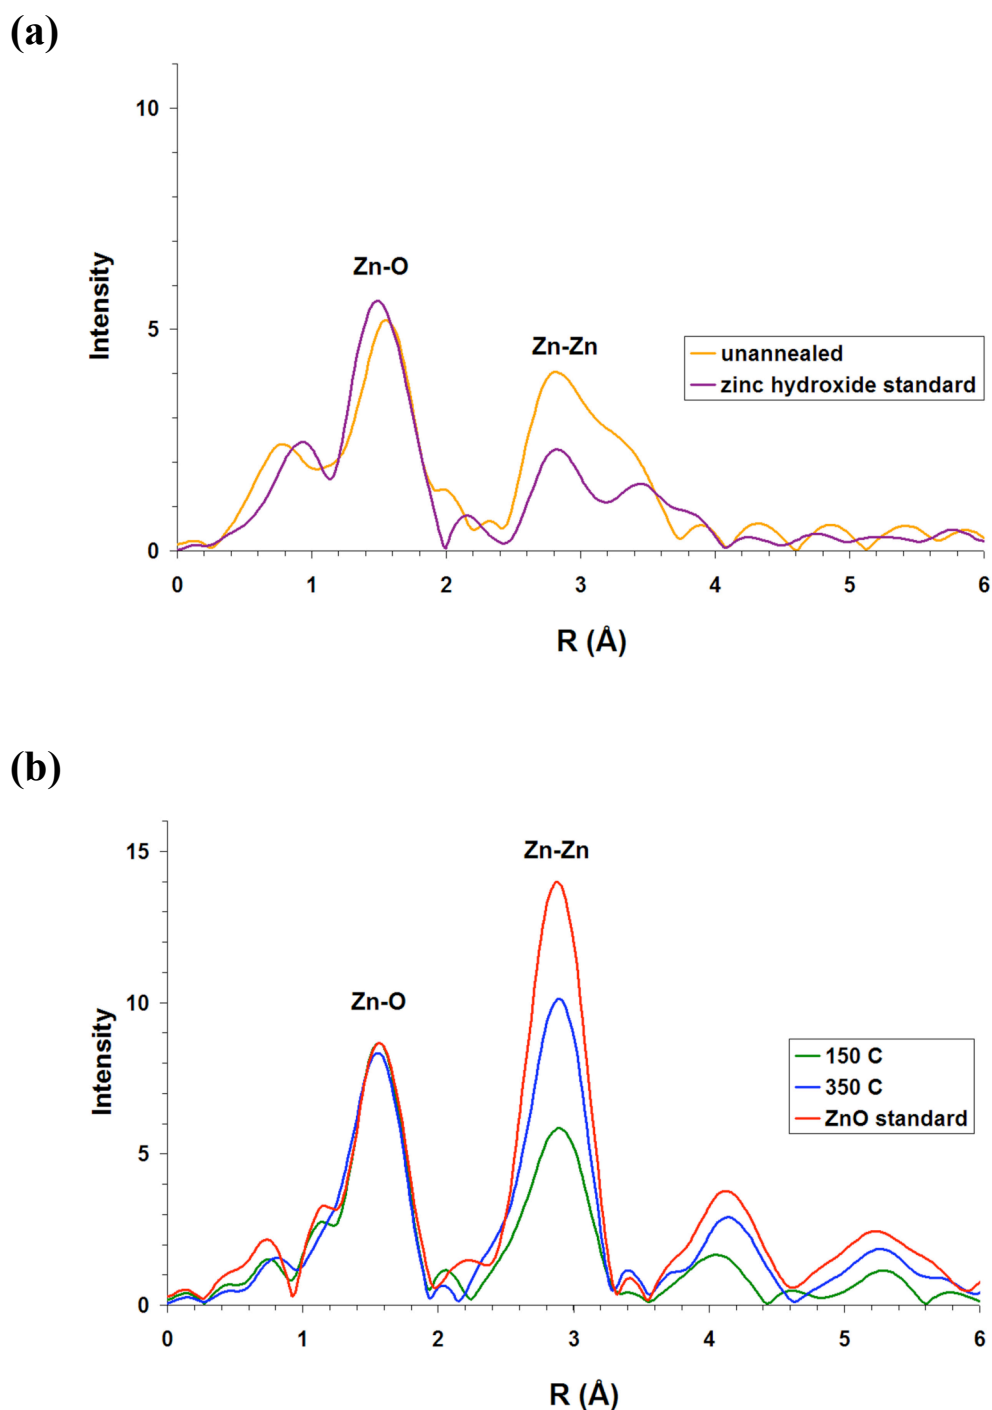 (a)
10
5
0
Intensity
Zn-O
Zn-Zn
unannealed
zinc hydroxide standard
0 1 2 3 4 5 6
R (Å)
(b)
15
10
5
0
Intensity
Zn-Zn
Zn-O
150 C
350 C
ZnO standard
0 1 2 3 4 5 6
R (Å)